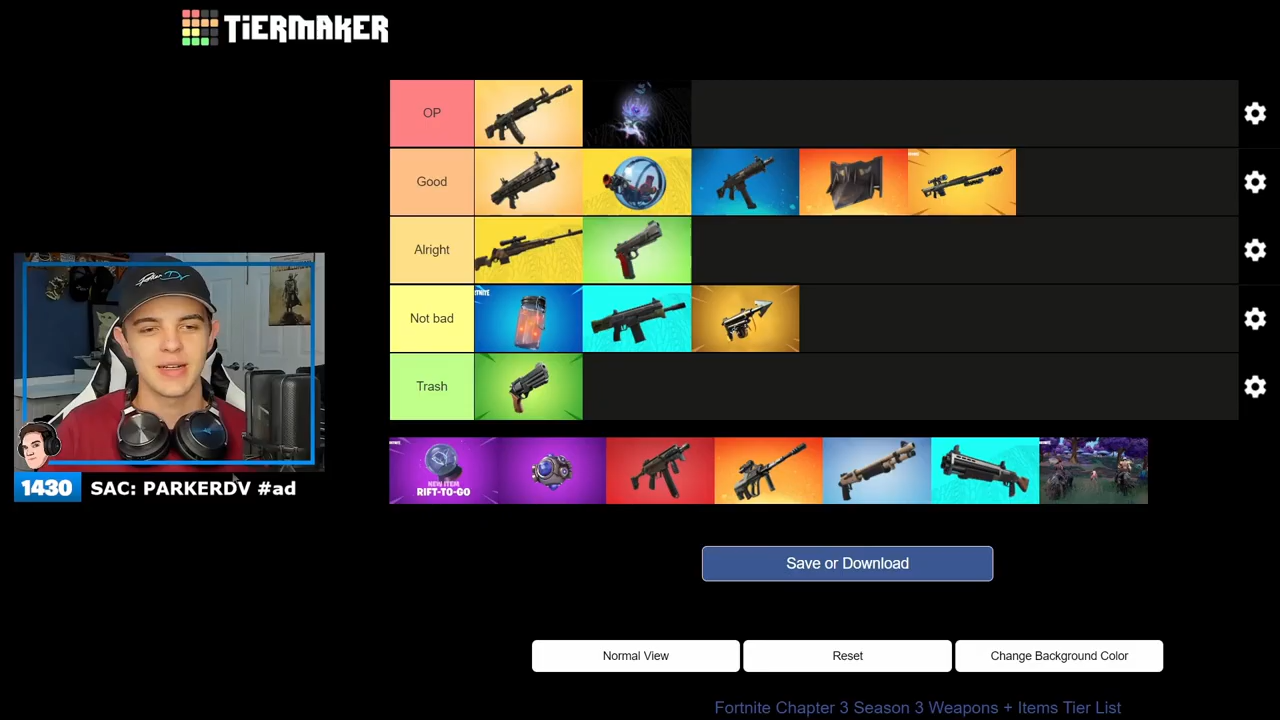 TiERMAKER
OP
Good
Alright
Not bad
Trash
NEW ITEM
RIFT-TO-GO
1430 SAC: PARKERDV #ad
Save or Download
Normal View
Reset
Change Background Color
Fortnite Chapter 3 Season 3 Weapons + Items Tier List